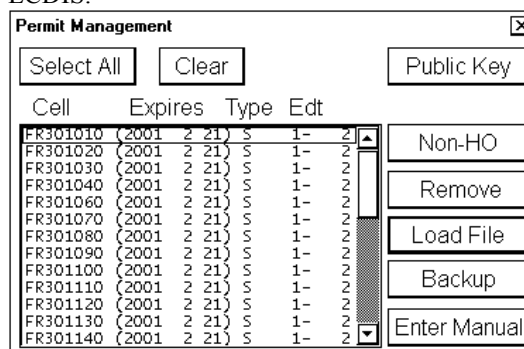 ECDIS.
Permit Management
Select All Clear Public Key
Cell Expires Type Edt
FR301010 (2001 2 21) S 1- 2
FR301020 (2001 2 21) S 1- 2
FR301030 (2001 2 21) S 1- 2
FR301040 (2001 2 21) S 1- 2
FR301060 (2001 2 21) S 1- 2
FR301070 (2001 2 21) S 1- 2
FR301080 (2001 2 21) S 1- 2
FR301090 (2001 2 21) S 1- 2
FR301100 (2001 2 21) S 1- 2
FR301110 (2001 2 21) S 1- 2
FR301120 (2001 2 21) S 1- 2
FR301130 (2001 2 21) S 1- 2
FR301140 (2001 2 21) S 1- 2
Non-HO
Remove
Load File
Backup
Enter Manual